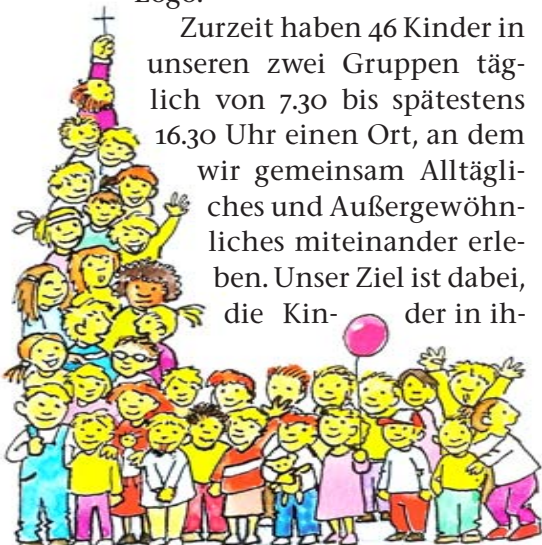 Logo.
Zurzeit haben 46 Kinder in
unseren zwei Gruppen täg-
lich von 7.30 bis spätestens
16.30 Uhr einen Ort, an dem
wir gemeinsam Alltägli-
ches und Außergewöhn-
liches miteinander erle-
ben. Unser Ziel ist dabei,
die Kin- der in ih-